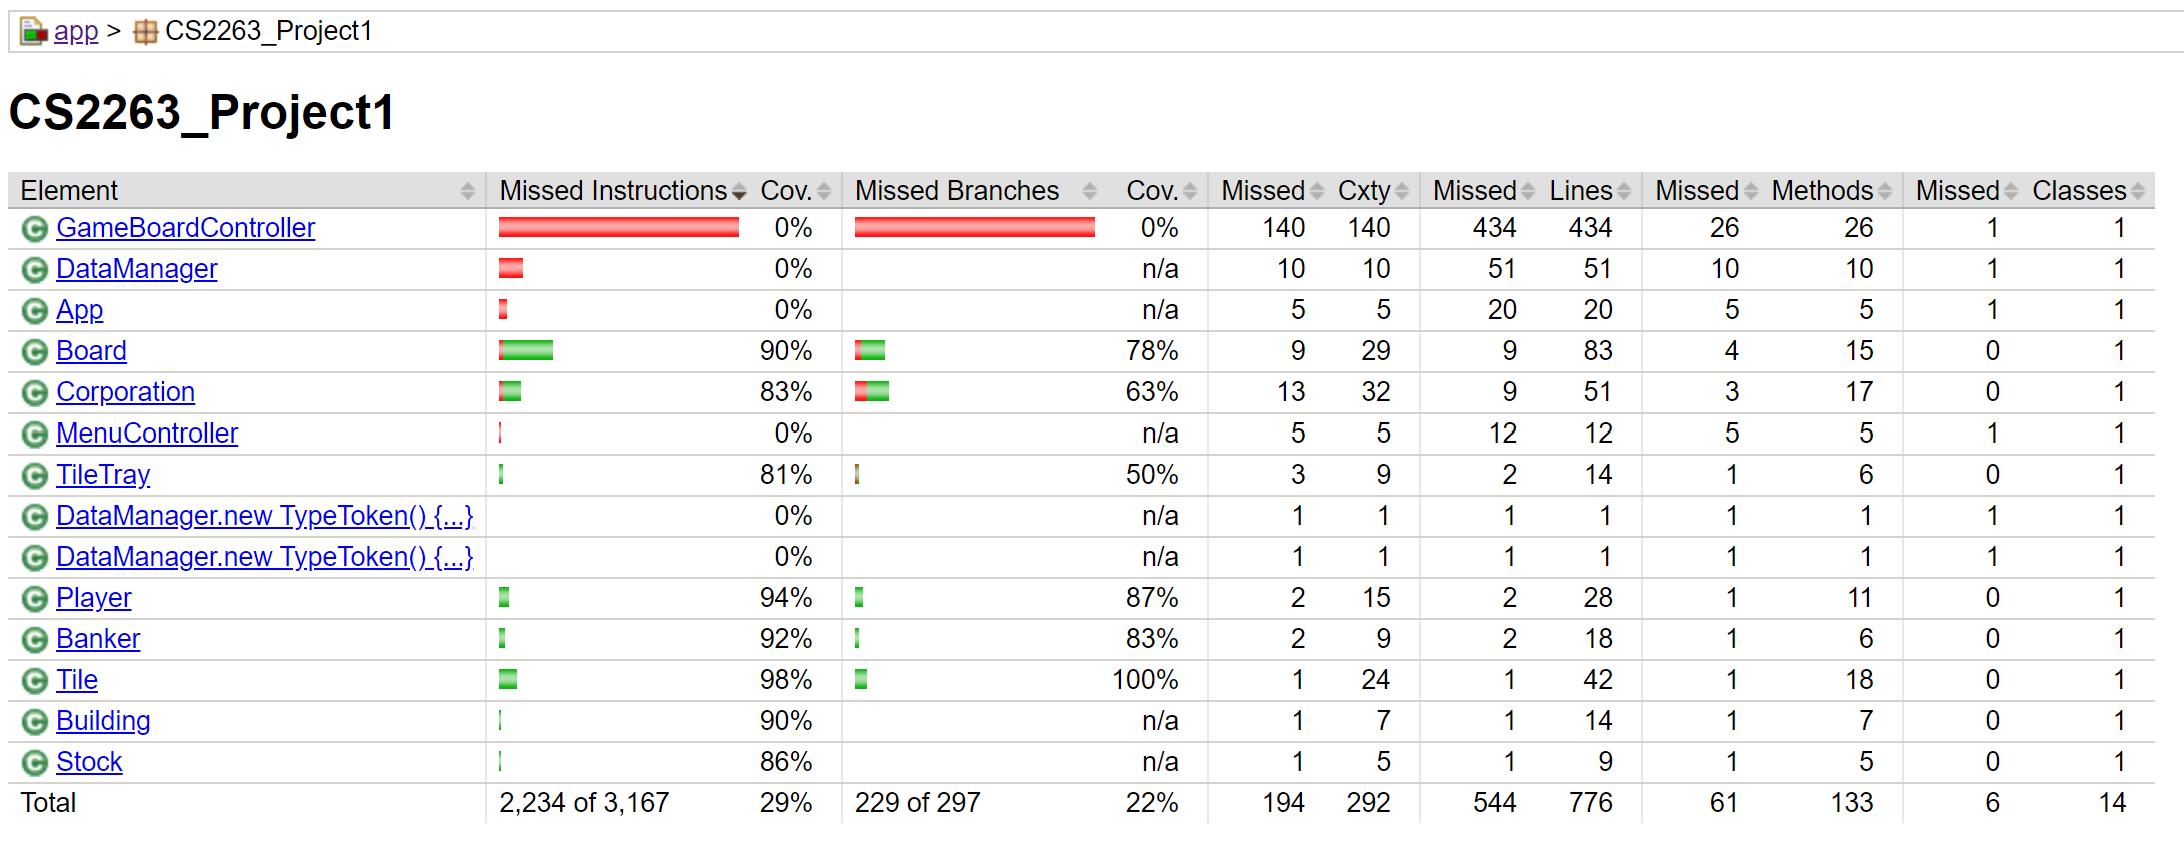 app > CS2263_Project1
CS2263_Project1
Element Missed Instructions Cov. Missed Branches Cov. Missed Cxty Missed Lines Missed Methods Missed Classes
GameBoardController 0% 0% 140 140 434 434 26 26 1 1
DataManager 0% n/a 10 10 51 51 10 10 1 1
App 0% n/a 5 5 20 20 5 5 1 1
Board 90% 78% 9 29 9 83 4 15 0 1
Corporation 83% 63% 13 32 9 51 3 17 0 1
MenuController 0% n/a 5 5 12 12 5 5 1 1
TileTray 81% 50% 3 9 2 14 1 6 0 1
DataManager.new TypeToken() {...} 0% n/a 1 1 1 1 1 1 1 1
DataManager.new TypeToken() {...} 0% n/a 1 1 1 1 1 1 1 1
Player 94% 87% 2 15 2 28 1 11 0 1
Banker 92% 83% 2 9 2 18 1 6 0 1
Tile 98% 100% 1 24 1 42 1 18 0 1
Building 90% n/a 1 7 1 14 1 7 0 1
Stock 86% n/a 1 5 1 9 1 5 0 1
Total 2,234 of 3,167 29% 229 of 297 22% 194 292 544 776 61 133 6 14